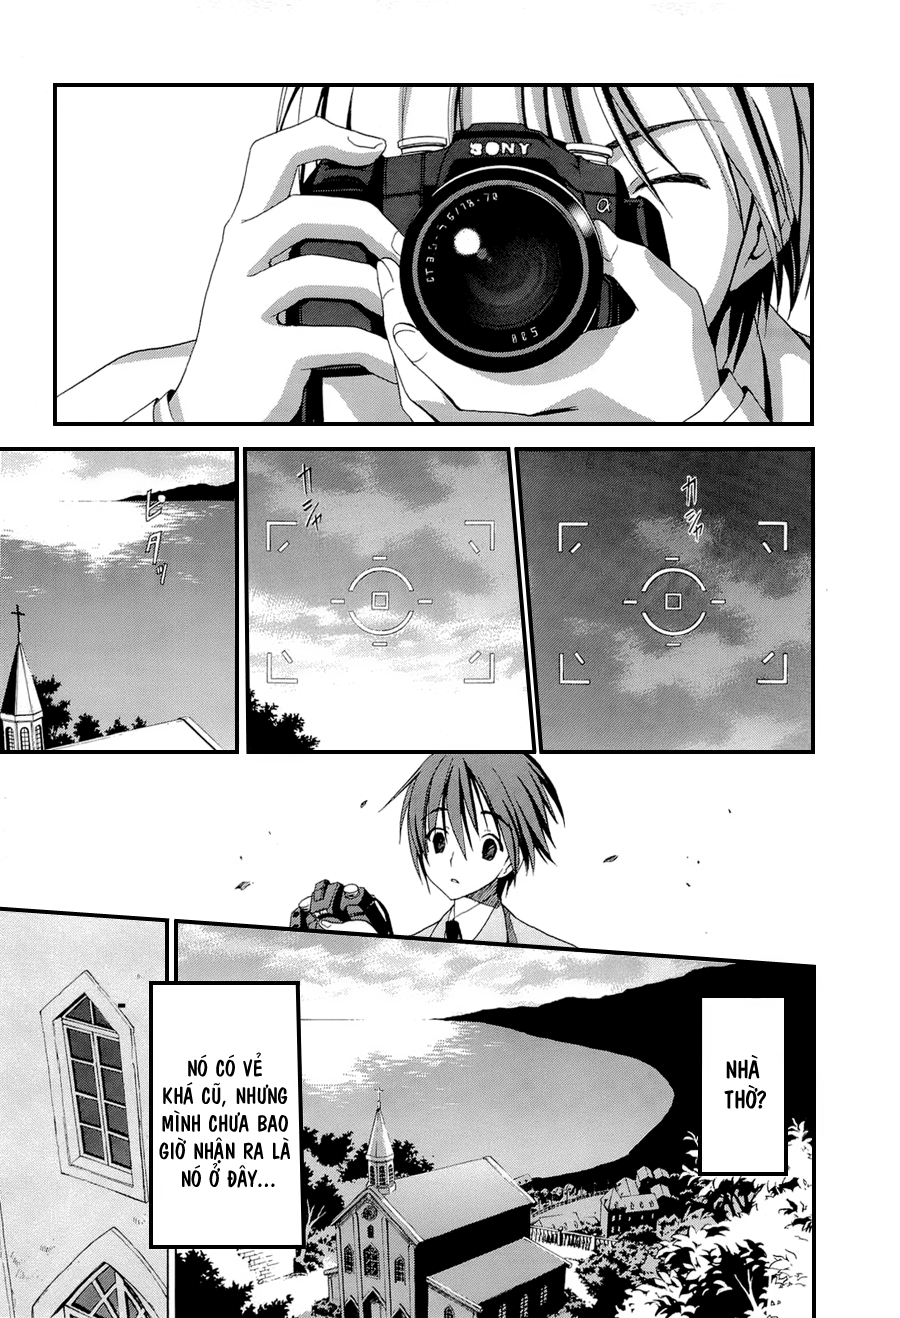 SONY
α
カシャ
カシャ
ピタッ
NHÀ
THỜ?
NÓ CÓ VẺ
KHÁ CŨ, NHƯNG
MÌNH CHƯA BAO
GIỜ NHẬN RA LÀ
NÓ Ở ĐÂY...